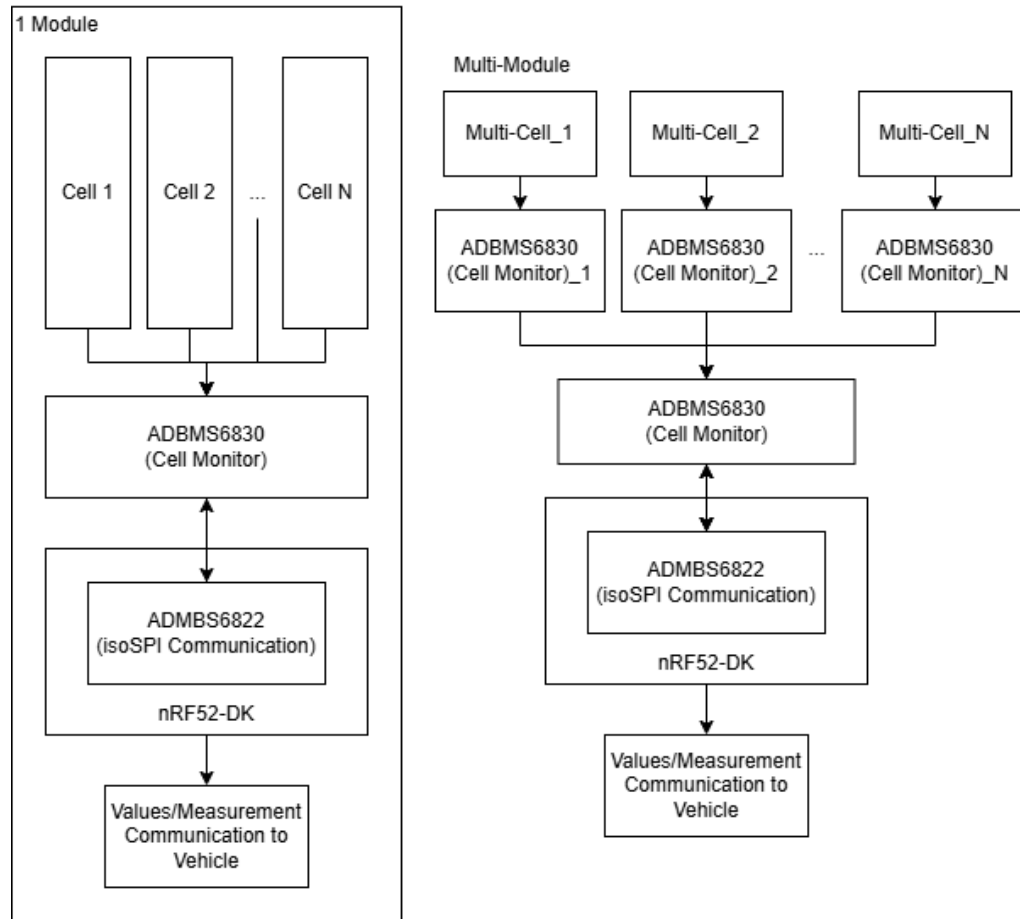 1 Module
Cell 1
Cell 2
...
Cell N
ADBMS6830
(Cell Monitor)
ADMBS6822
(isoSPI Communication)
nRF52-DK
Values/Measurement
Communication to
Vehicle
Multi-Module
Multi-Cell_1
Multi-Cell_2
Multi-Cell_N
ADBMS6830
(Cell Monitor)_1
ADBMS6830
(Cell Monitor)_2
...
ADBMS6830
(Cell Monitor)_N
ADBMS6830
(Cell Monitor)
ADMBS6822
(isoSPI Communication)
nRF52-DK
Values/Measurement
Communication to
Vehicle